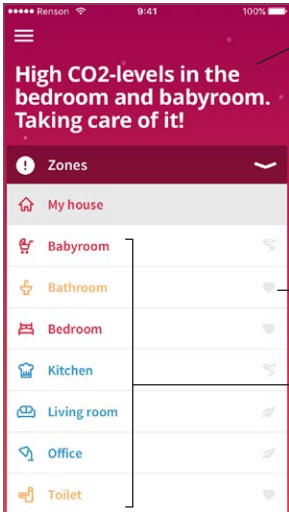 Renson 9:41 100%
High CO2-levels in the
bedroom and babyroom.
Taking care of it!
Zones
My house
Babyroom
Bathroom
Bedroom
Kitchen
Living room
Office
Toilet